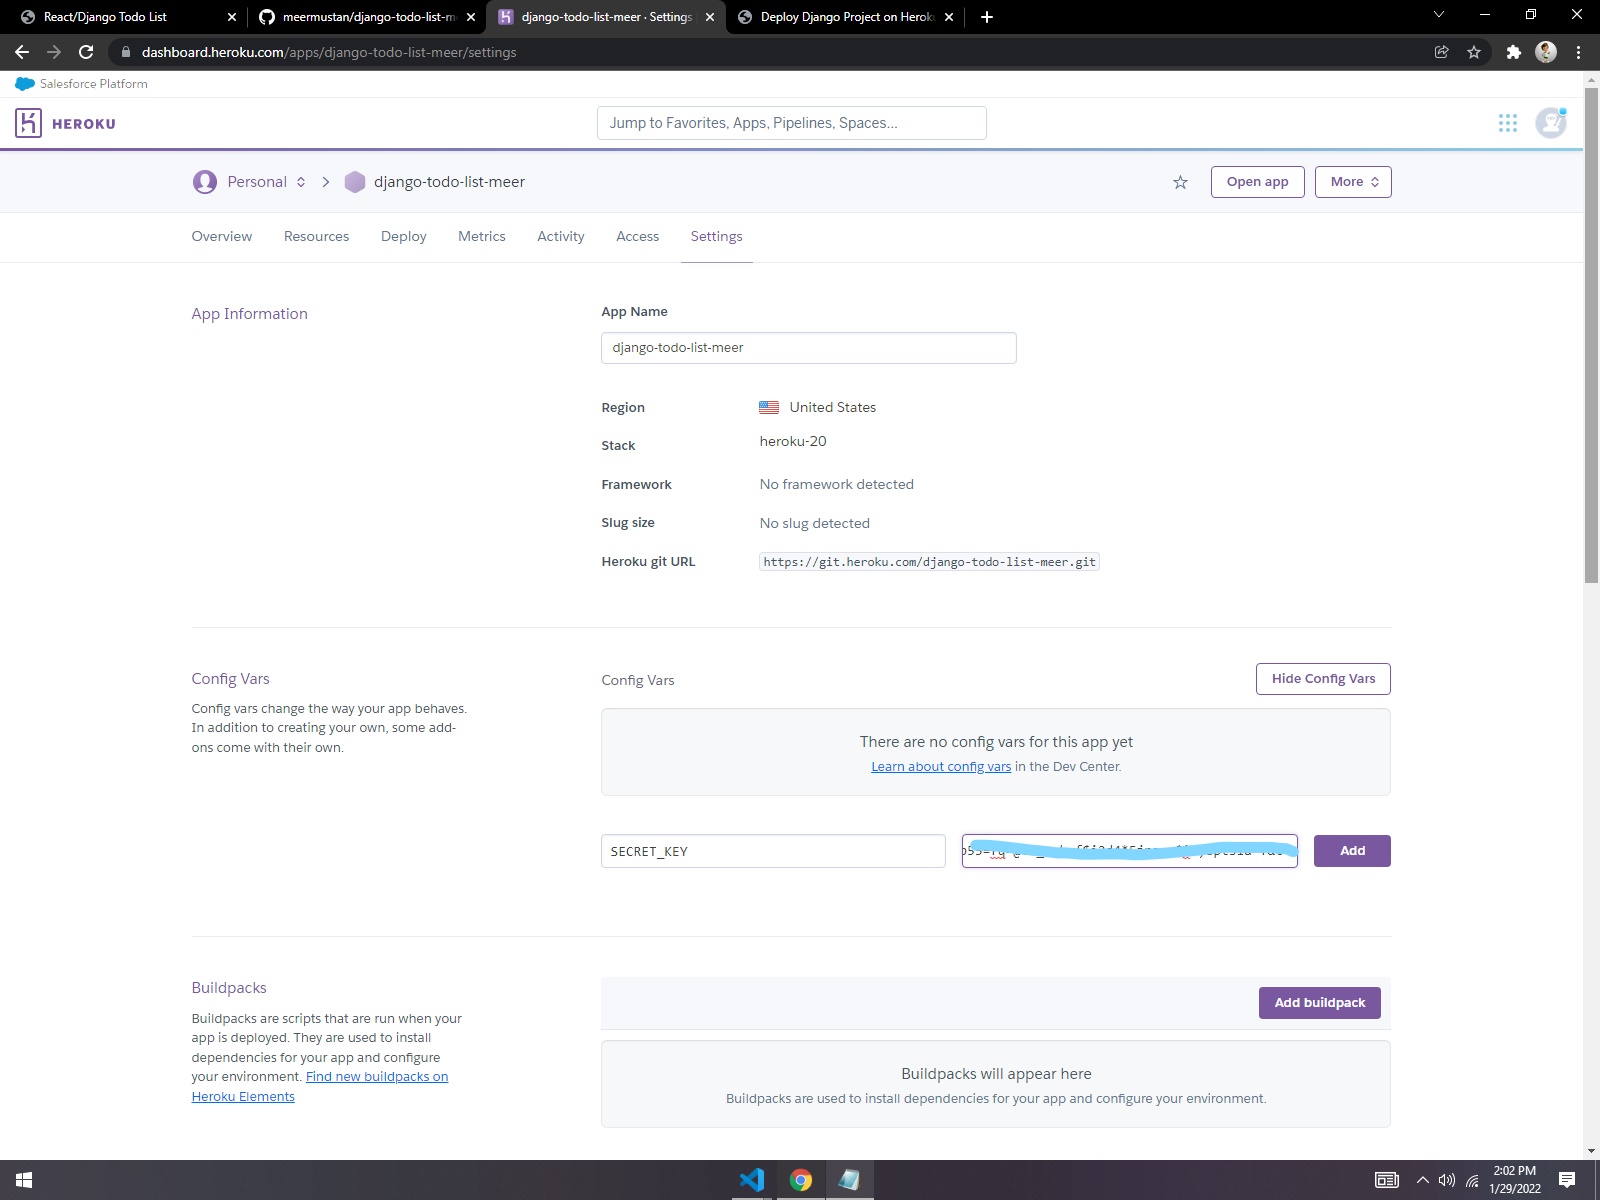 React/Django Todo List
meermustan/django-todo-list-m
django-todo-list-meer · Settings
Deploy Django Project on Herok
dashboard.heroku.com/apps/django-todo-list-meer/settings
Salesforce Platform
HEROKU
Jump to Favorites, Apps, Pipelines, Spaces...
Personal
django-todo-list-meer
Open app
More
Overview
Resources
Deploy
Metrics
Activity
Access
Settings
App Information
App Name
django-todo-list-meer
Region
United States
Stack
heroku-20
Framework
No framework detected
Slug size
No slug detected
Heroku git URL
https://git.heroku.com/django-todo-list-meer.git
Config Vars
Config vars change the way your app behaves.
In addition to creating your own, some add-
ons come with their own.
Config Vars
Hide Config Vars
There are no config vars for this app yet
Learn about config vars in the Dev Center.
SECRET_KEY
Add
Buildpacks
Buildpacks are scripts that are run when your
app is deployed. They are used to install
dependencies for your app and configure
your environment. Find new buildpacks on
Heroku Elements
Add buildpack
Buildpacks will appear here
Buildpacks are used to install dependencies for your app and configure your environment.
2:02 PM
1/29/2022